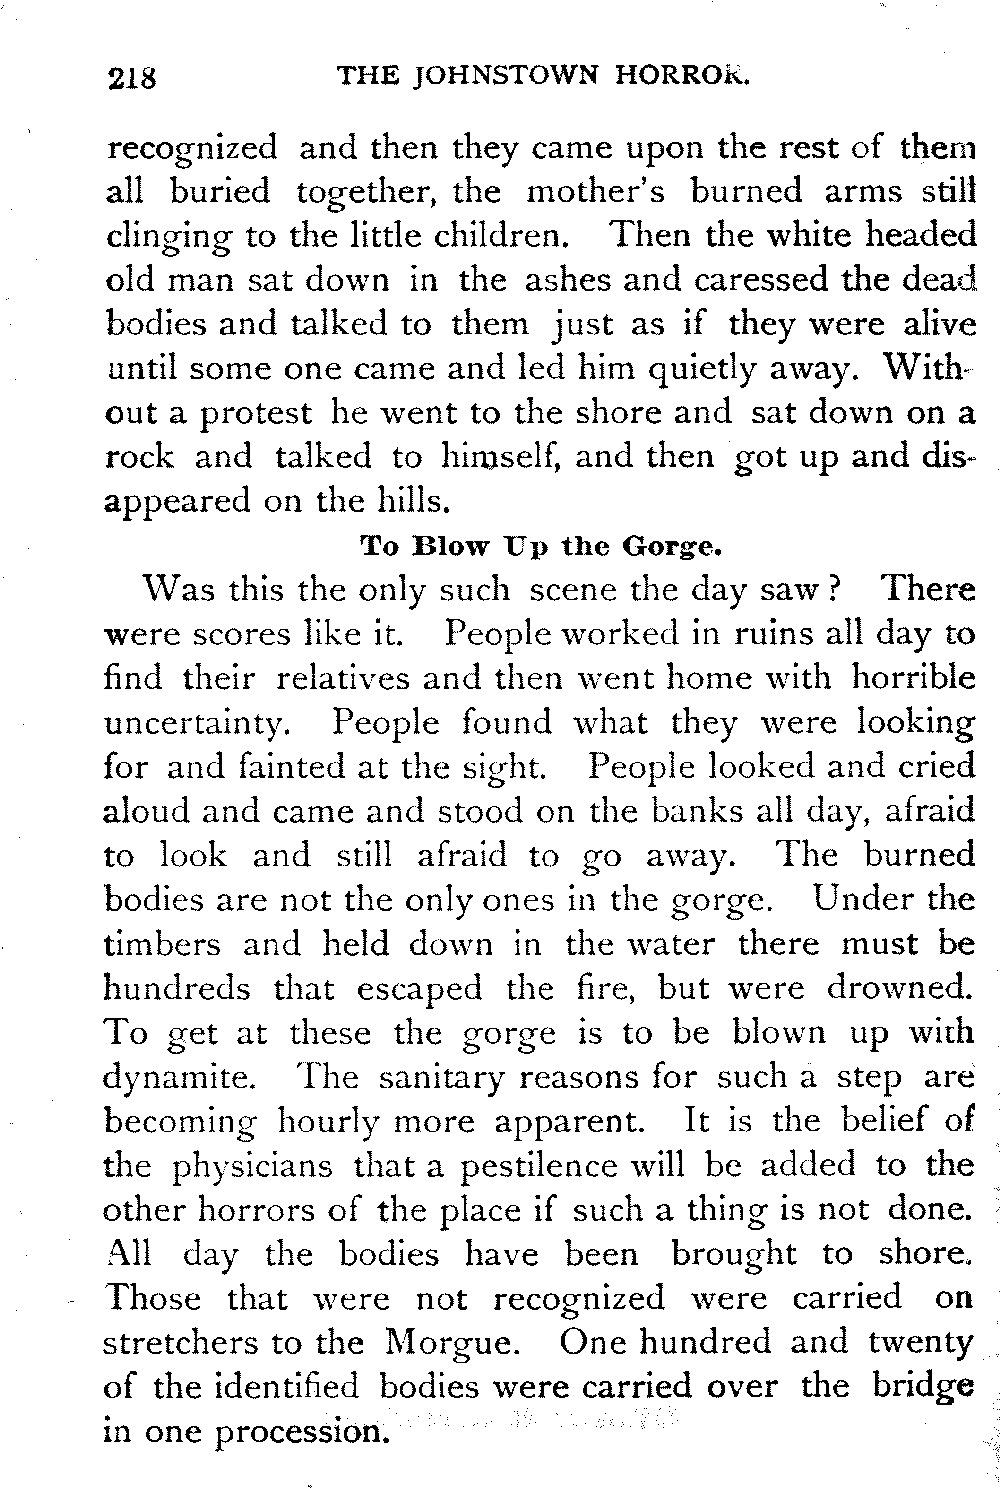 218 THE JOHNSTOWN HORROR.
recognized and then they came upon the rest of them
all buried together, the mother's burned arms still
clinging to the little children. Then the white headed
old man sat down in the ashes and caressed the dead
bodies and talked to them just as if they were alive
until some one came and led him quietly away. With-
out a protest he went to the shore and sat down on a
rock and talked to himself, and then got up and dis-
appeared on the hills.
To Blow Up the Gorge.
Was this the only such scene the day saw? There
were scores like it. People worked in ruins all day to
find their relatives and then went home with horrible
uncertainty. People found what they were looking
for and fainted at the sight. People looked and cried
aloud and came and stood on the banks all day, afraid
to look and still afraid to go away. The burned
bodies are not the only ones in the gorge. Under the
timbers and held down in the water there must be
hundreds that escaped the fire, but were drowned.
To get at these the gorge is to be blown up with
dynamite. The sanitary reasons for such a step are
becoming hourly more apparent. It is the belief of
the physicians that a pestilence will be added to the
other horrors of the place if such a thing is not done.
All day the bodies have been brought to shore.
Those that were not recognized were carried on
stretchers to the Morgue. One hundred and twenty
of the identified bodies were carried over the bridge
in one procession.